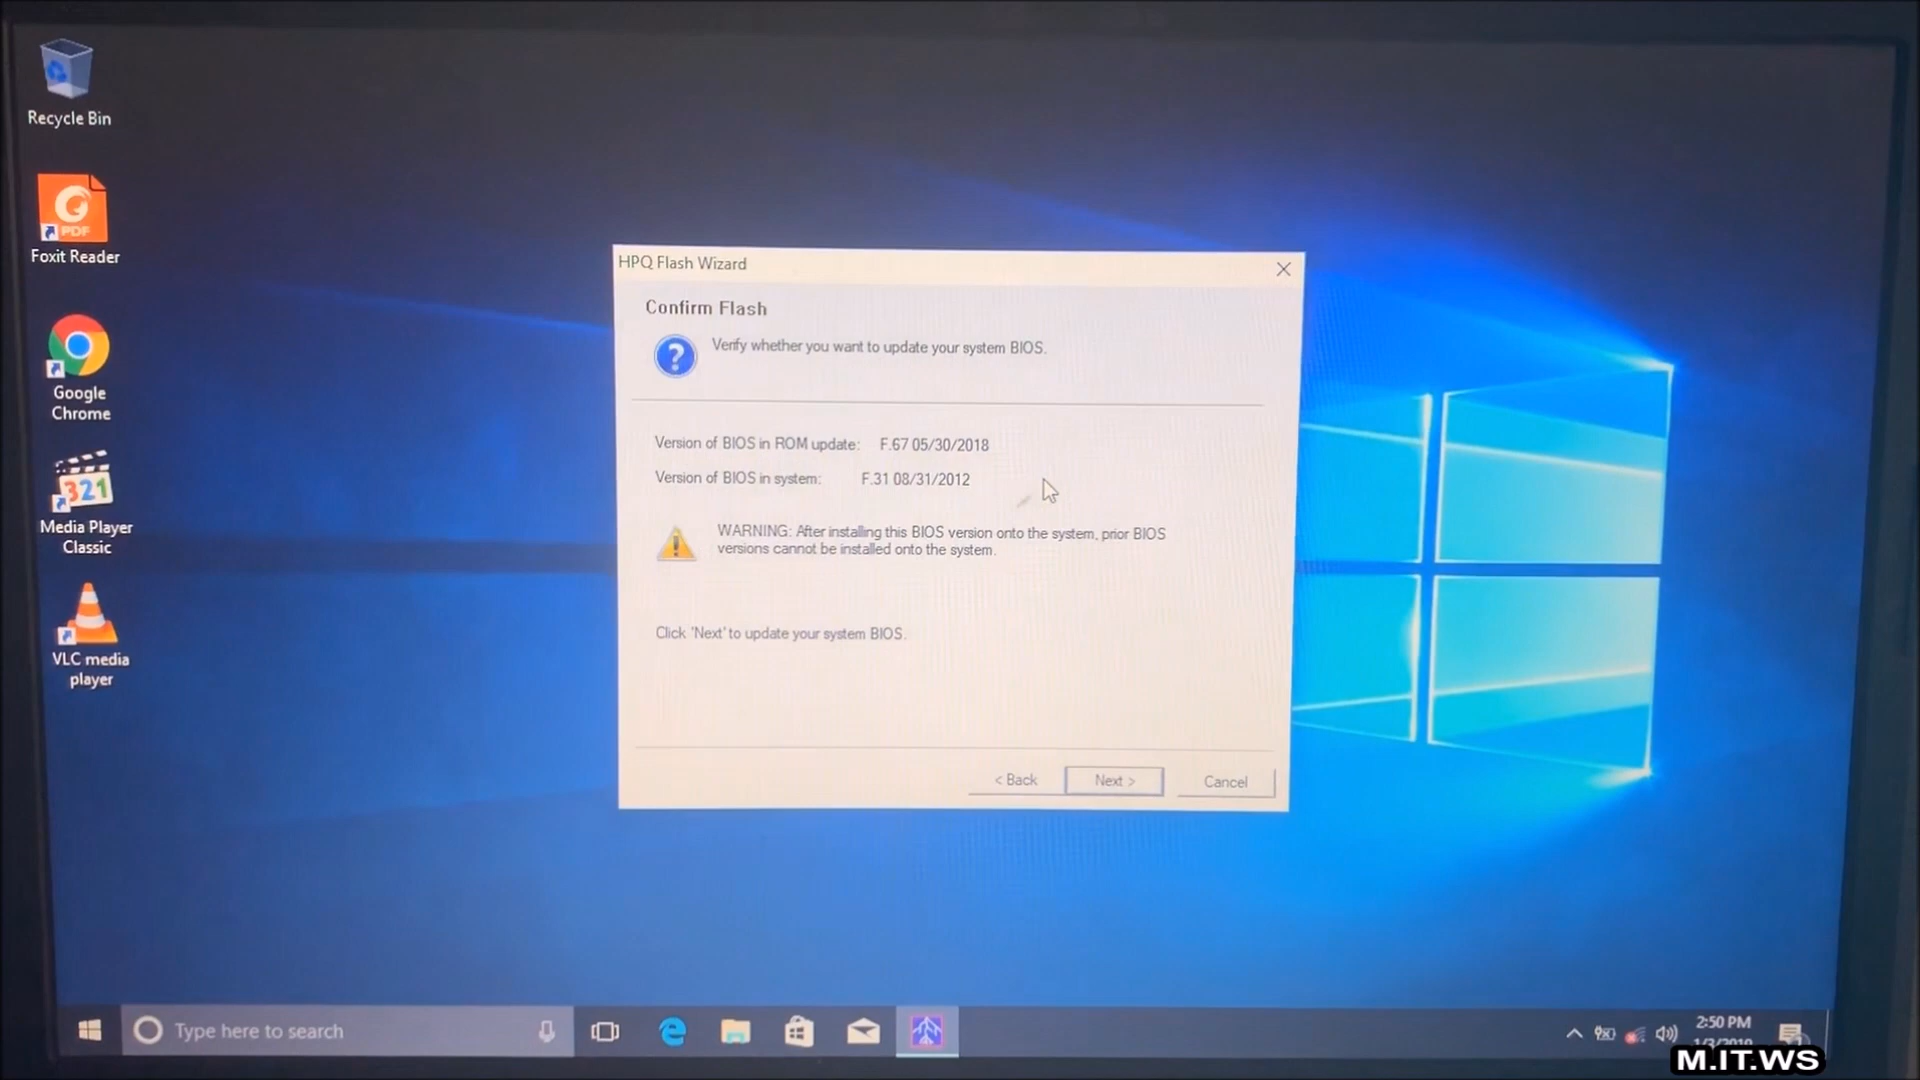 Recycle Bin
PDF
Foxit Reader
Google
Chrome
321
Media Player
Classic
VLC media
player
HPQ Flash Wizard
Confirm Flash
?
Verify whether you want to update your system BIOS.
Version of BIOS in ROM update: F.67 05/30/2018
Version of BIOS in system: F.31 08/31/2012
WARNING: After installing this BIOS version onto the system, prior BIOS
versions cannot be installed onto the system.
Click 'Next' to update your system BIOS.
< Back
Next >
Cancel
Type here to search
2:50 PM
M.IT.WS